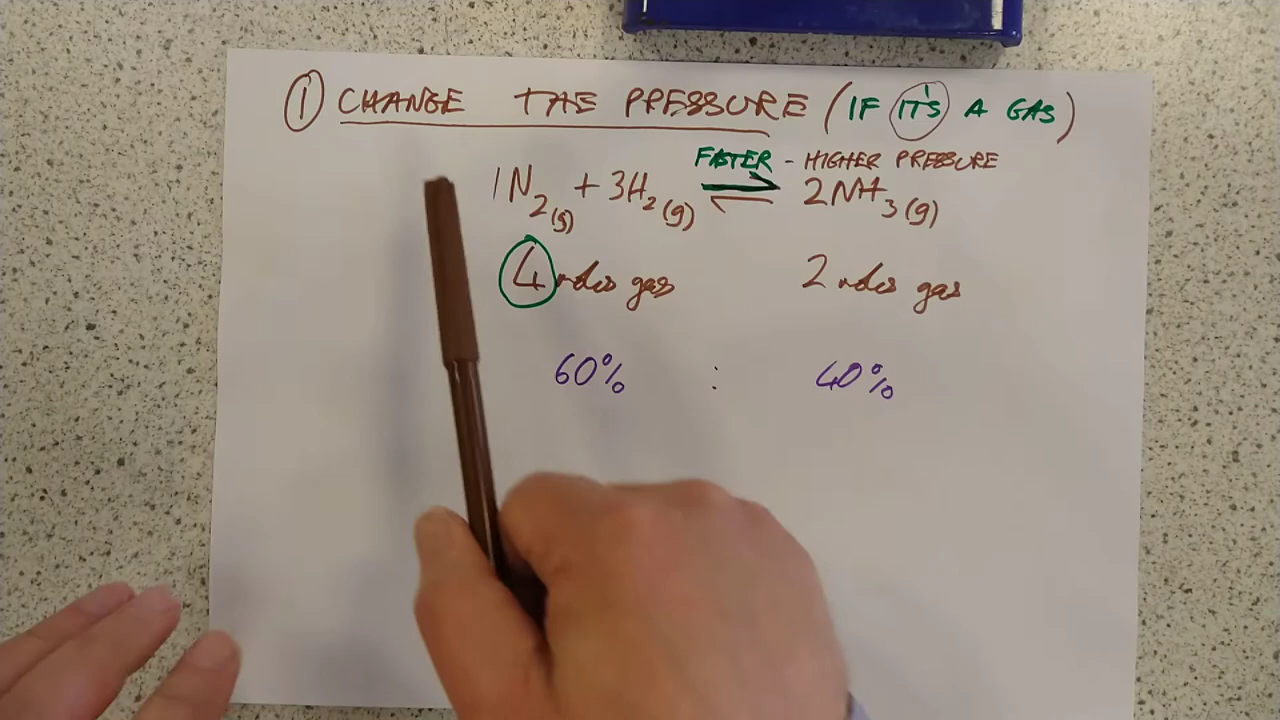 ① CHANGE THE PRESSURE (IF IT'S A GAS)
FASTER - HIGHER PRESSURE
1N2(g) + 3H2(g) ⇌ 2NH3(g)
4 moles gas 2 moles gas
60% : 40%